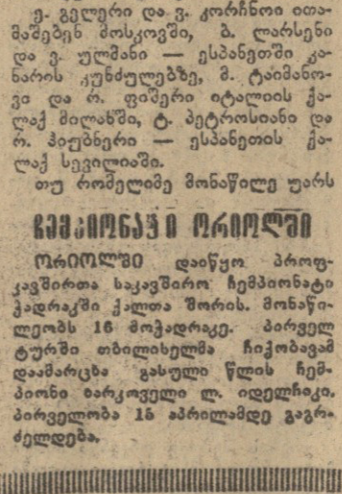 ე. გელერი და ვ. კორჩნოი ითა-
მაშებენ მოსკოვში, ბ. ლარსენი
და ვ. ულმანი — ესპანეთში კა-
ნარის კუნძულებზე, მ. ტაიმანო-
ვი და რ. ფიშერი იტალიის ქა-
ლაქ მილანში, ტ. პეტროსიანი და
რ. ჰიუბნერი — ესპანეთის ქა-
ლაქ სევილიაში.
თუ რომელიმე მონაწილე უარს
ჩემპიონატი ორიოლში
ორიოლში დაიწყო პროფ-
კავშირთა საკავშირო ჩემპიონატი
ჭადრაკში ქალთა შორის. მონაწი-
ლეობს 16 მოჭადრაკე. პირველ
ტურში თბილისელმა ჩიქობავამ
დაამარცხა გასული წლის ჩემ-
პიონი ხარკოველი ლ. იდელჩიკი.
პირველობა 15 აპრილამდე გაგრ-
ძელდება.